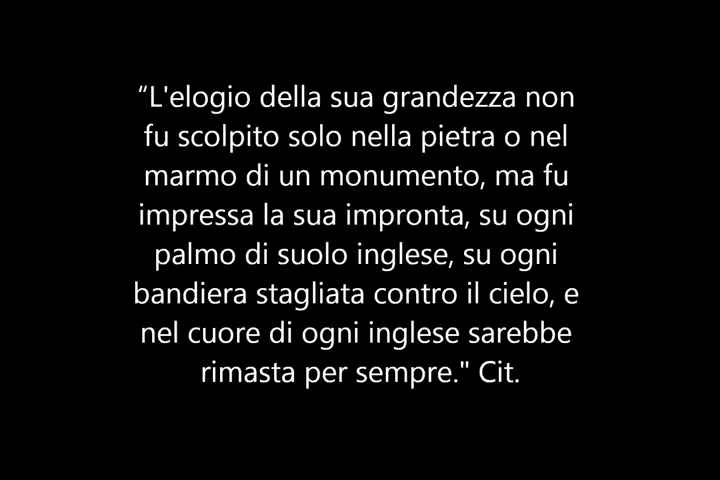 “L'elogio della sua grandezza non
fu scolpito solo nella pietra o nel
marmo di un monumento, ma fu
impressa la sua impronta, su ogni
palmo di suolo inglese, su ogni
bandiera stagliata contro il cielo, e
nel cuore di ogni inglese sarebbe
rimasta per sempre." Cit.